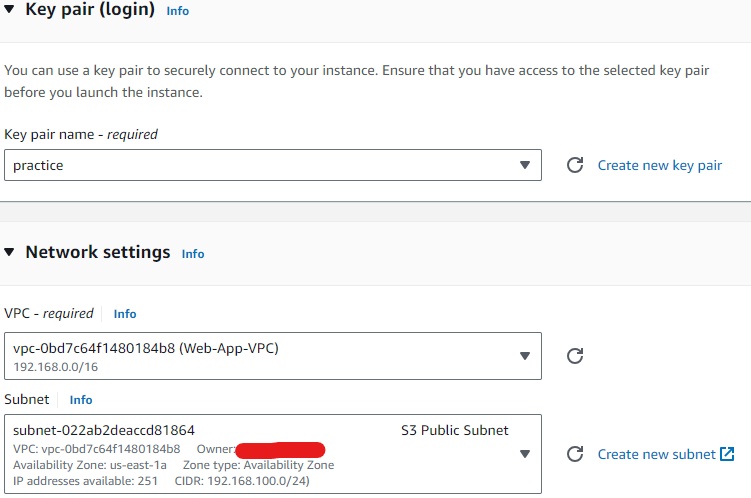 Key pair (login) Info
You can use a key pair to securely connect to your instance. Ensure that you have access to the selected key pair
before you launch the instance.
Key pair name - required
practice
Create new key pair
Network settings Info
VPC - required Info
vpc-0bd7c64f1480184b8 (Web-App-VPC)
192.168.0.0/16
Subnet Info
subnet-022ab2deaccd81864 S3 Public Subnet
VPC: vpc-0bd7c64f1480184b8 Owner:
Availability Zone: us-east-1a Zone type: Availability Zone
IP addresses available: 251 CIDR: 192.168.100.0/24)
Create new subnet